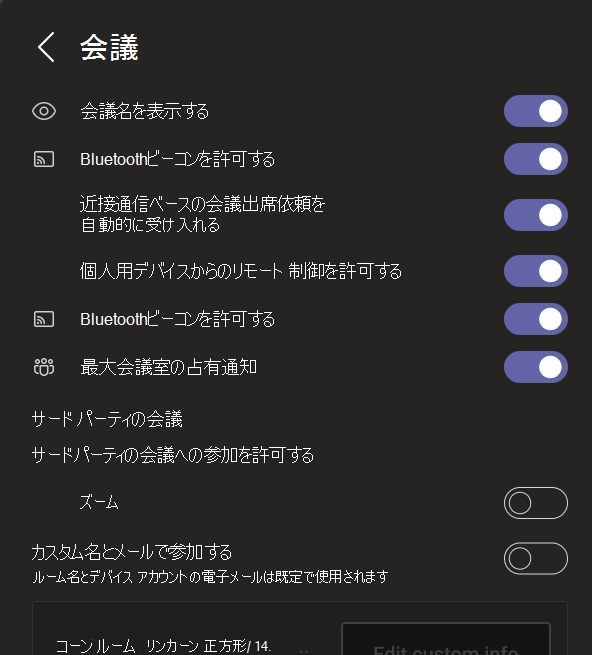 会議
会議名を表示する
Bluetoothビーコンを許可する
近接通信ベースの会議出席依頼を
自動的に受け入れる
個人用デバイスからのリモート 制御を許可する
Bluetoothビーコンを許可する
最大会議室の占有通知
サード パーティの会議
サードパーティの会議への参加を許可する
ズーム
カスタム名とメールで参加する
ルーム名とデバイス アカウントの電子メールは既定で使用されます
コーン ルーム リンカーン 正方形/ 14.
Edit custom info